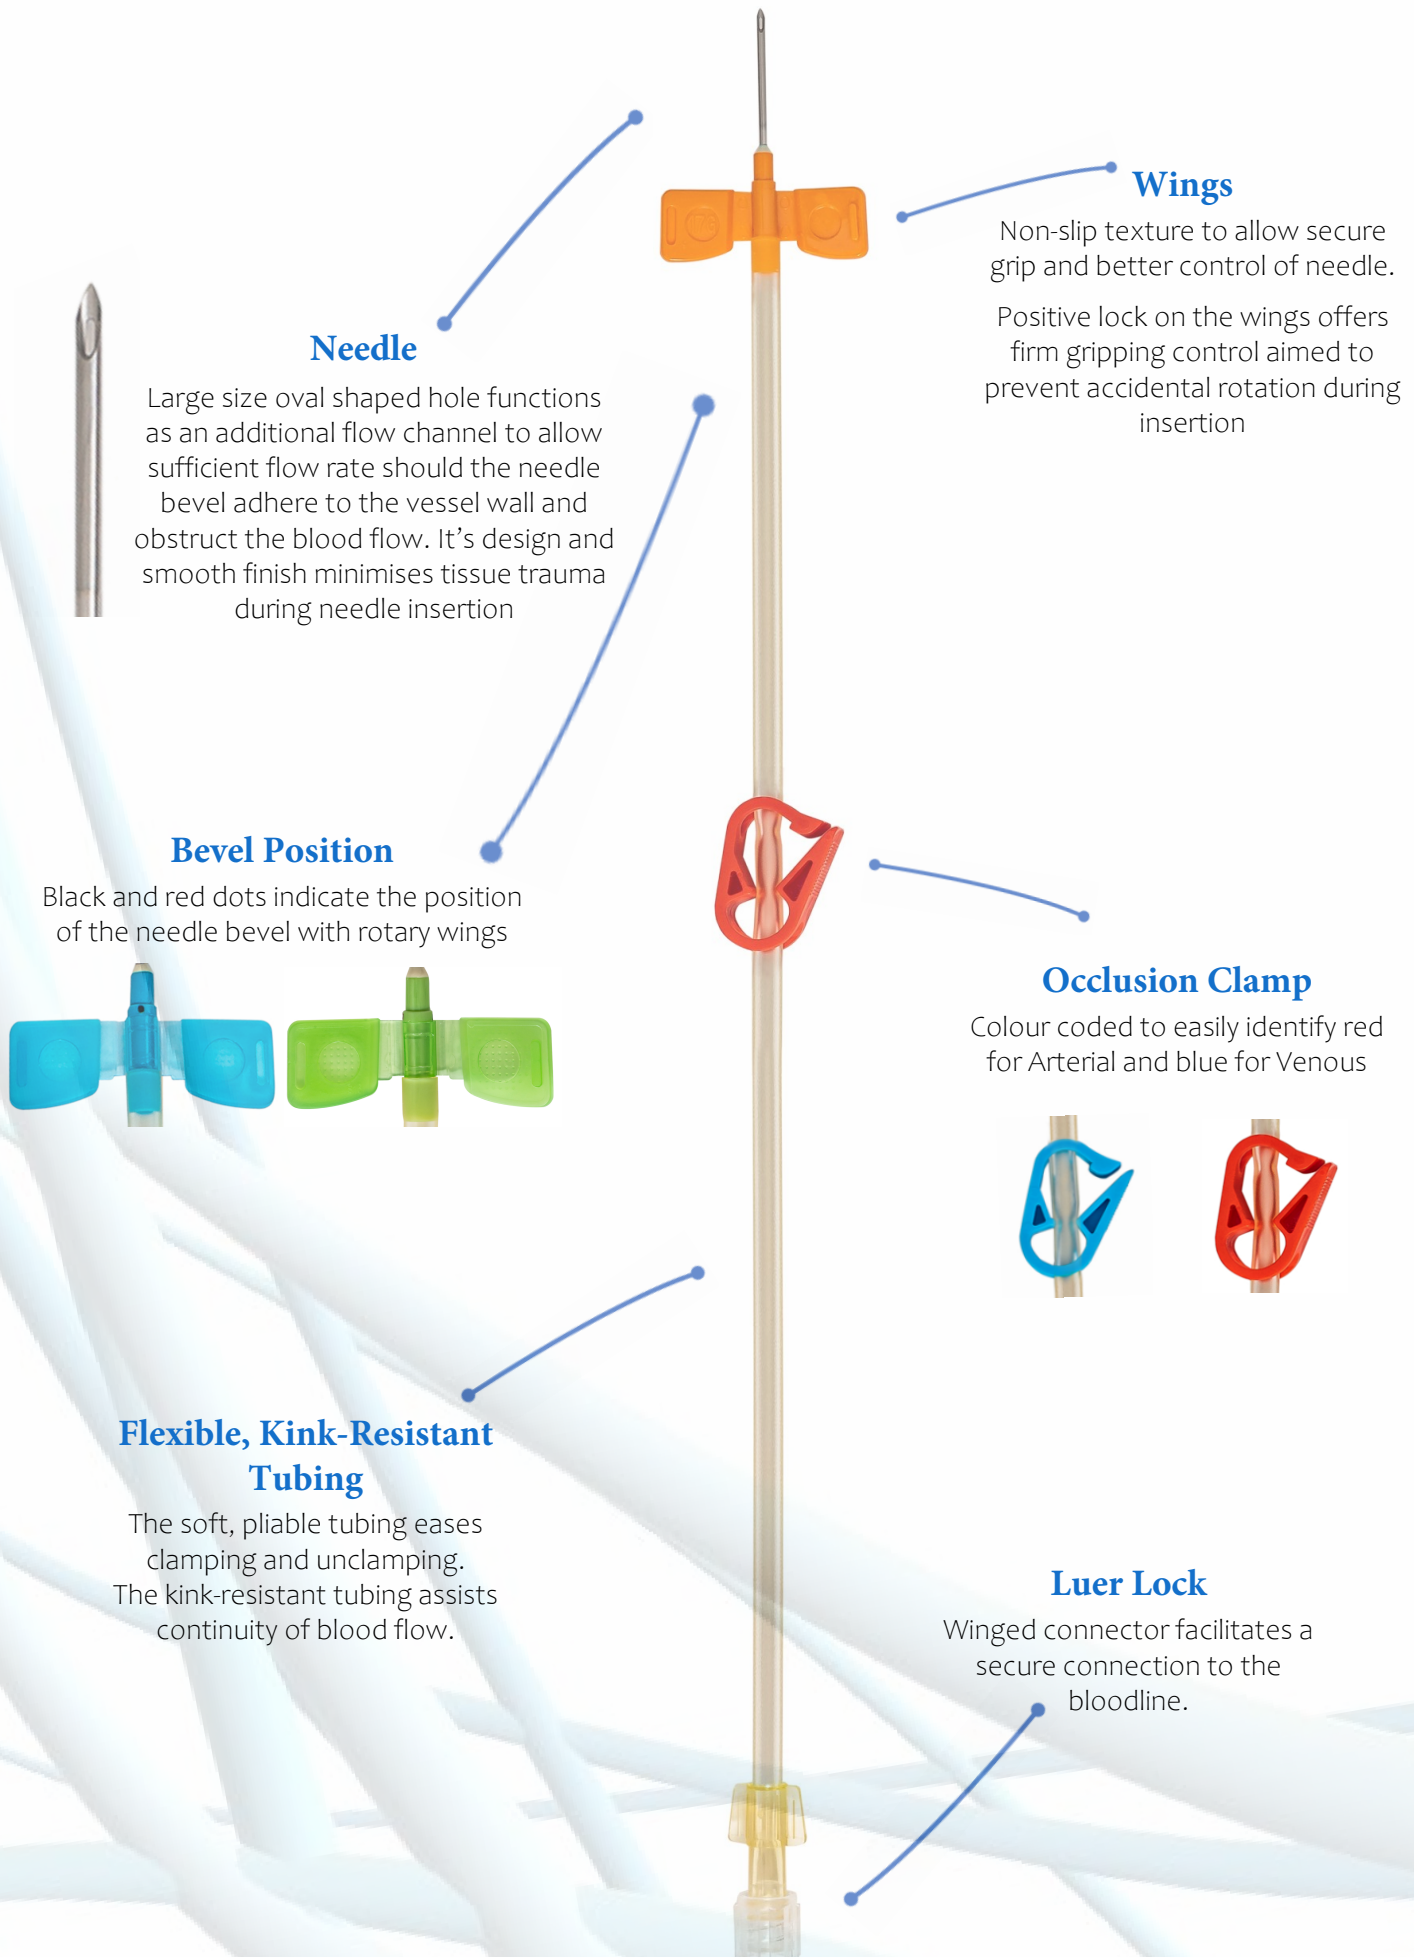 Wings
Non-slip texture to allow secure
grip and better control of needle.
Positive lock on the wings offers
firm gripping control aimed to
prevent accidental rotation during
insertion
Needle
Large size oval shaped hole functions
as an additional flow channel to allow
sufficient flow rate should the needle
bevel adhere to the vessel wall and
obstruct the blood flow. It’s design and
smooth finish minimises tissue trauma
during needle insertion
Bevel Position
Black and red dots indicate the position
of the needle bevel with rotary wings
Occlusion Clamp
Colour coded to easily identify red
for Arterial and blue for Venous
Flexible, Kink-Resistant
Tubing
The soft, pliable tubing eases
clamping and unclamping.
The kink-resistant tubing assists
continuity of blood flow.
Luer Lock
Winged connector facilitates a
secure connection to the
bloodline.